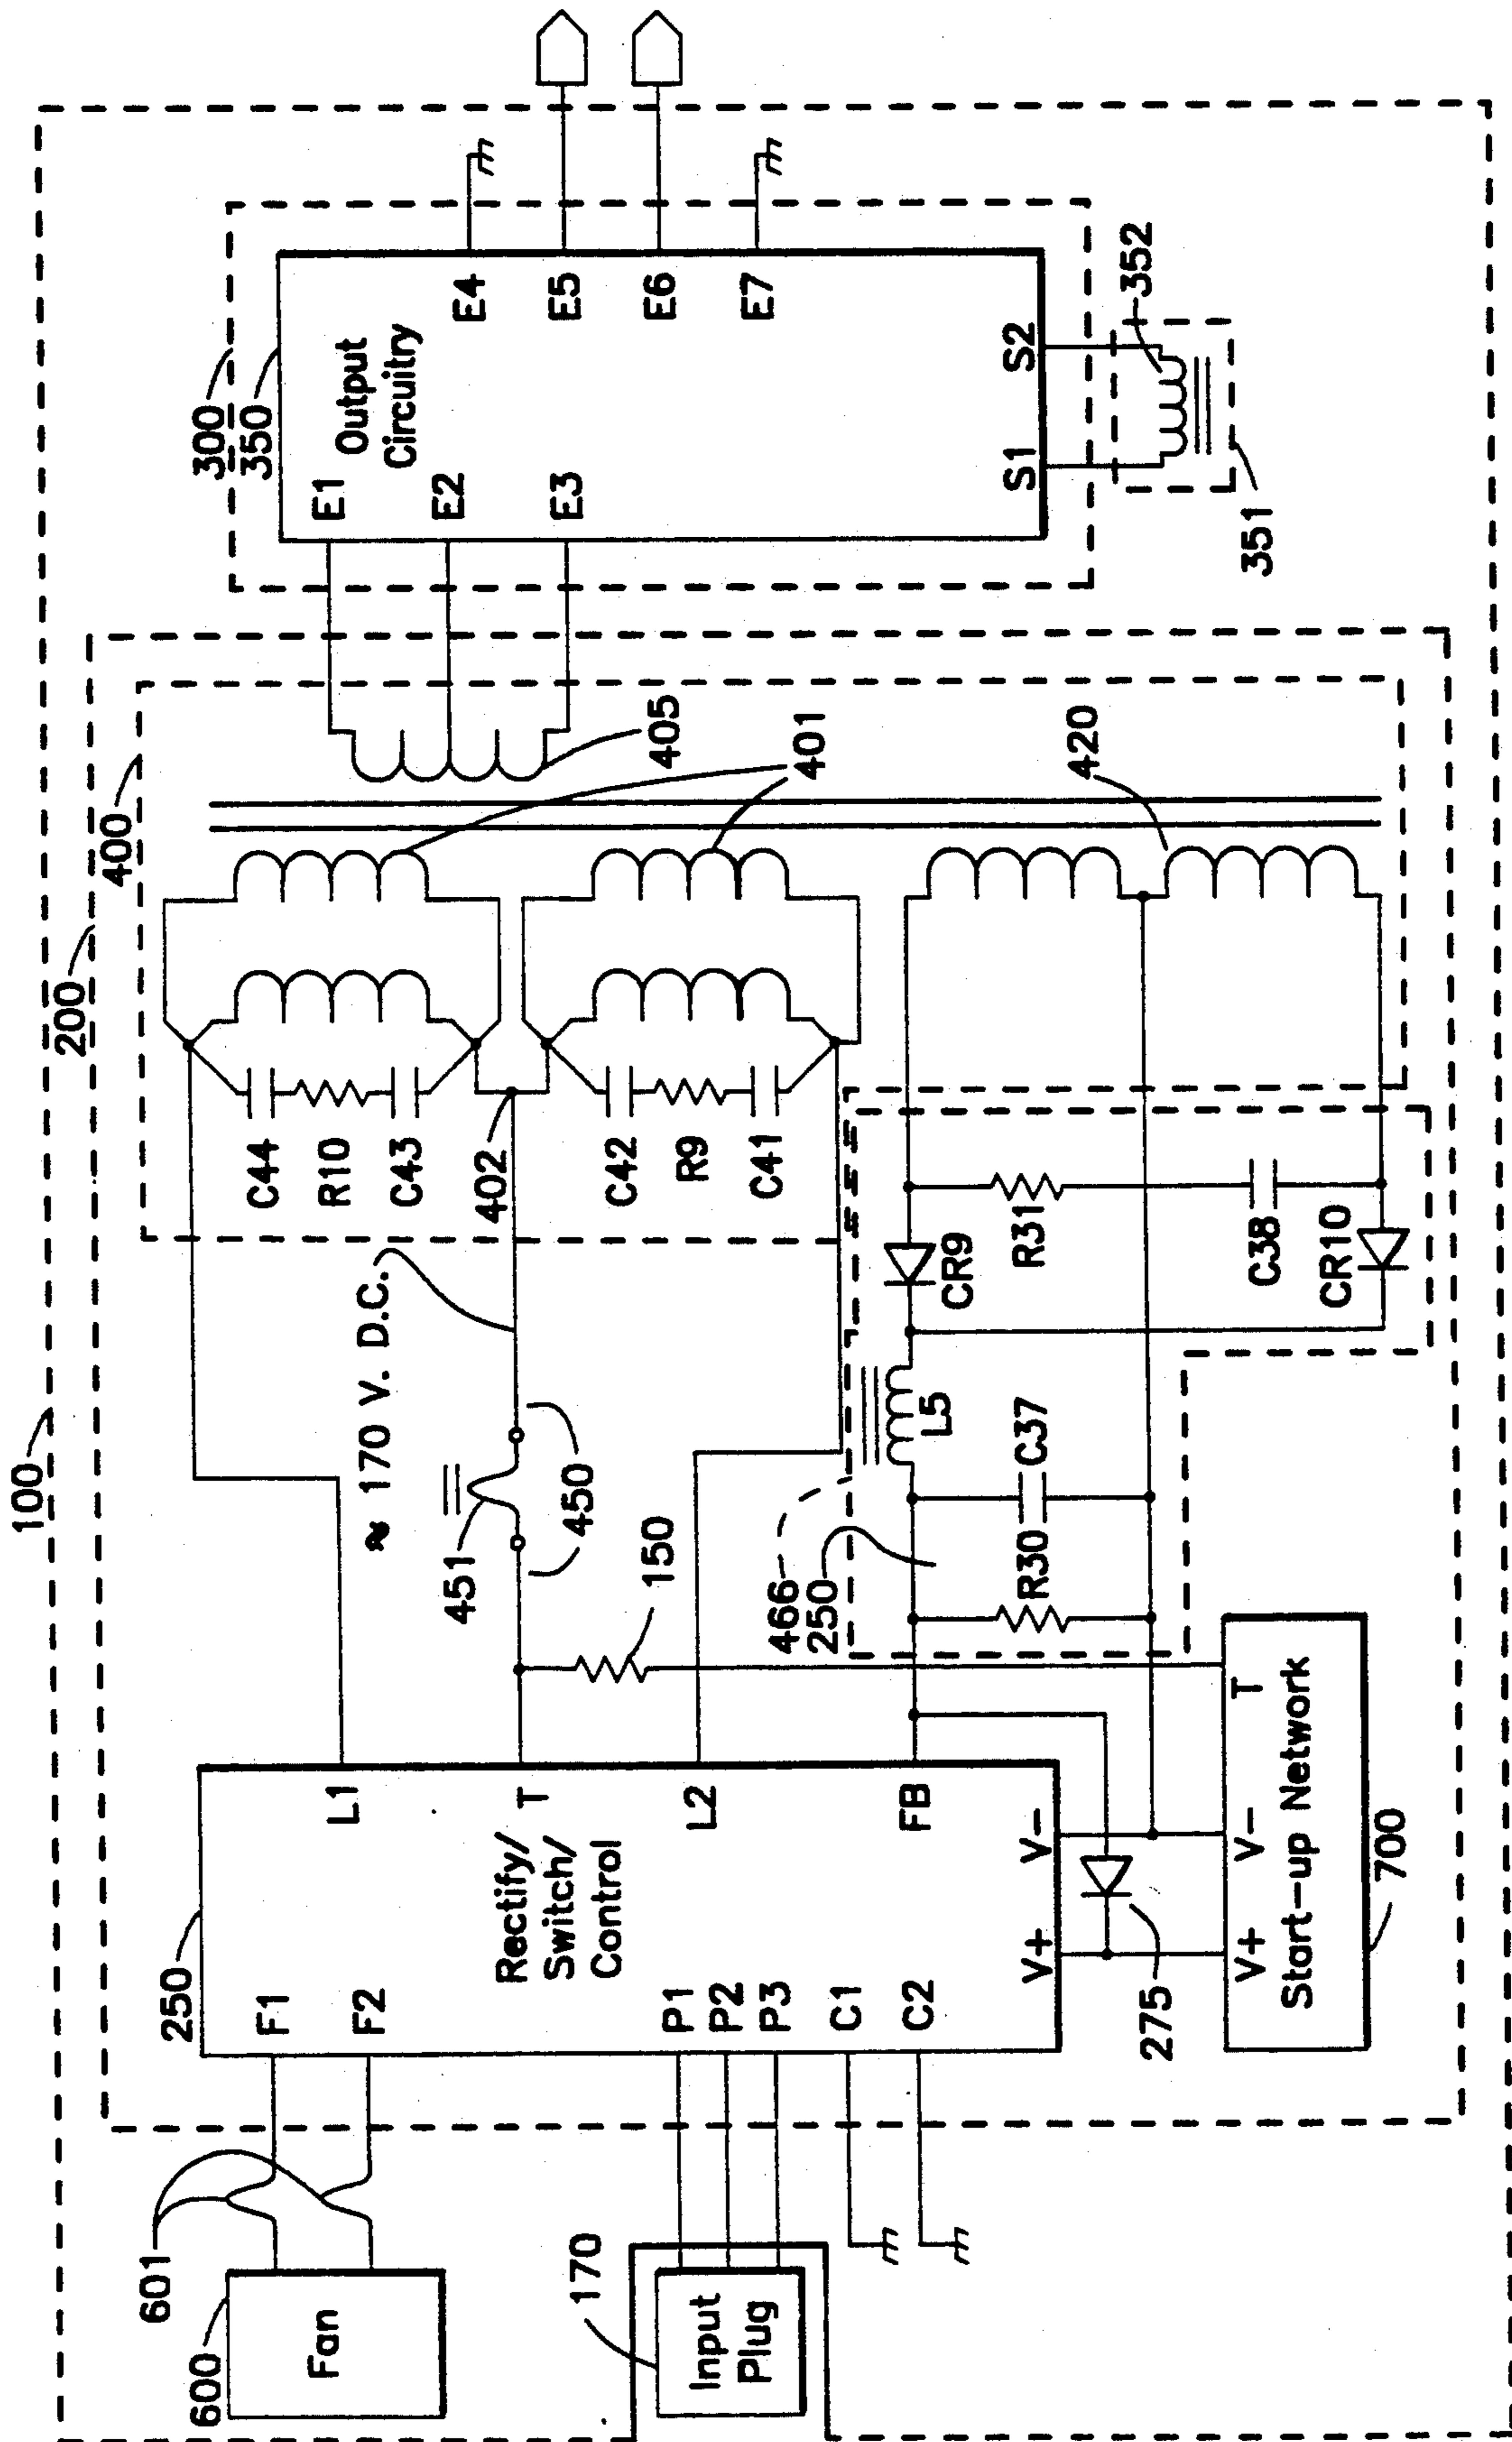 100
200
400
300
350
E1
E2
E3
Output
Circuitry
E4
E5
E6
E7
S1
S2
351
352
405
401
420
C44
R10
C43
402
C42
R9
C41
≈ 170 V. D.C.
451
450
150
466
250
L5
CR9
R31
C38
CR10
C37
R30
250
F1
F2
L1
T
Rectify/
Switch/
Control
L2
FB
P1
P2
P3
C1
C2
V+
V-
275
V+
V-
T
Start-up Network
700
601
600
Fan
170
Input
Plug